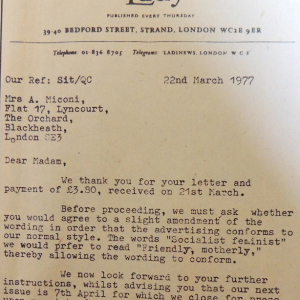 Lady
PUBLISHED EVERY THURSDAY
39/40 BEDFORD STREET, STRAND, LONDON WC2E 9ER
Telephone: 01-836 8705 Telegrams: LADINEWS, LONDON W C 2
Our Ref: Sit/QC 22nd March 1977
Mrs A. Miconi,
Flat 17, Lyncourt,
The Orchard,
Blackheath,
London SE3
Dear Madam,
We thank you for your letter and
payment of £3.80, received on 21st March.
Before proceeding, we must ask whether
you would agree to a slight amendment of the
wording in order that the advertising conforms to
our normal style. The words "Socialist feminist"
we would prfer to read "Friendly, motherly,"
thereby allowing the wording to conform.
We now look forward to your further
instructions, whilst advising you that our next
issue is 7th April for which we close for press